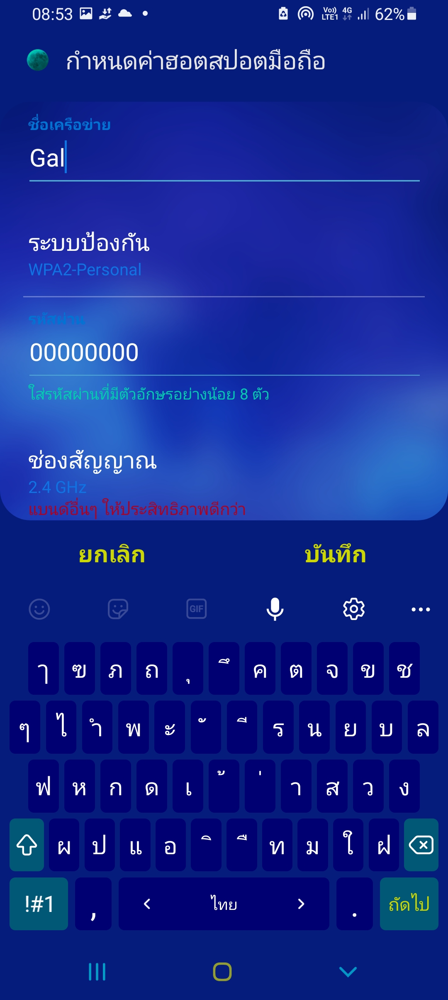 08:53 Vo)) LTE1 4G 62%
กำหนดค่าฮอตสปอตมือถือ
ชื่อเครือข่าย
Gal
ระบบป้องกัน
WPA2-Personal
รหัสผ่าน
00000000
ใส่รหัสผ่านที่มีตัวอักษรอย่างน้อย 8 ตัว
ช่องสัญญาณ
2.4 GHz
แบนด์อื่นๆ ให้ประสิทธิภาพดีกว่า
ยกเลิก บันทึก
GIF
ๅ ฃ ภ ถ ุ ึ ค ต จ ข ช
ๆ ไ ำ พ ะ ั ี ร น ย บ ล
ฟ ห ก ด เ ้ ่ า ส ว ง
ผ ป แ อ ิ ื ท ม ใ ฝ
!#1 , < ไทย > . ถัดไป